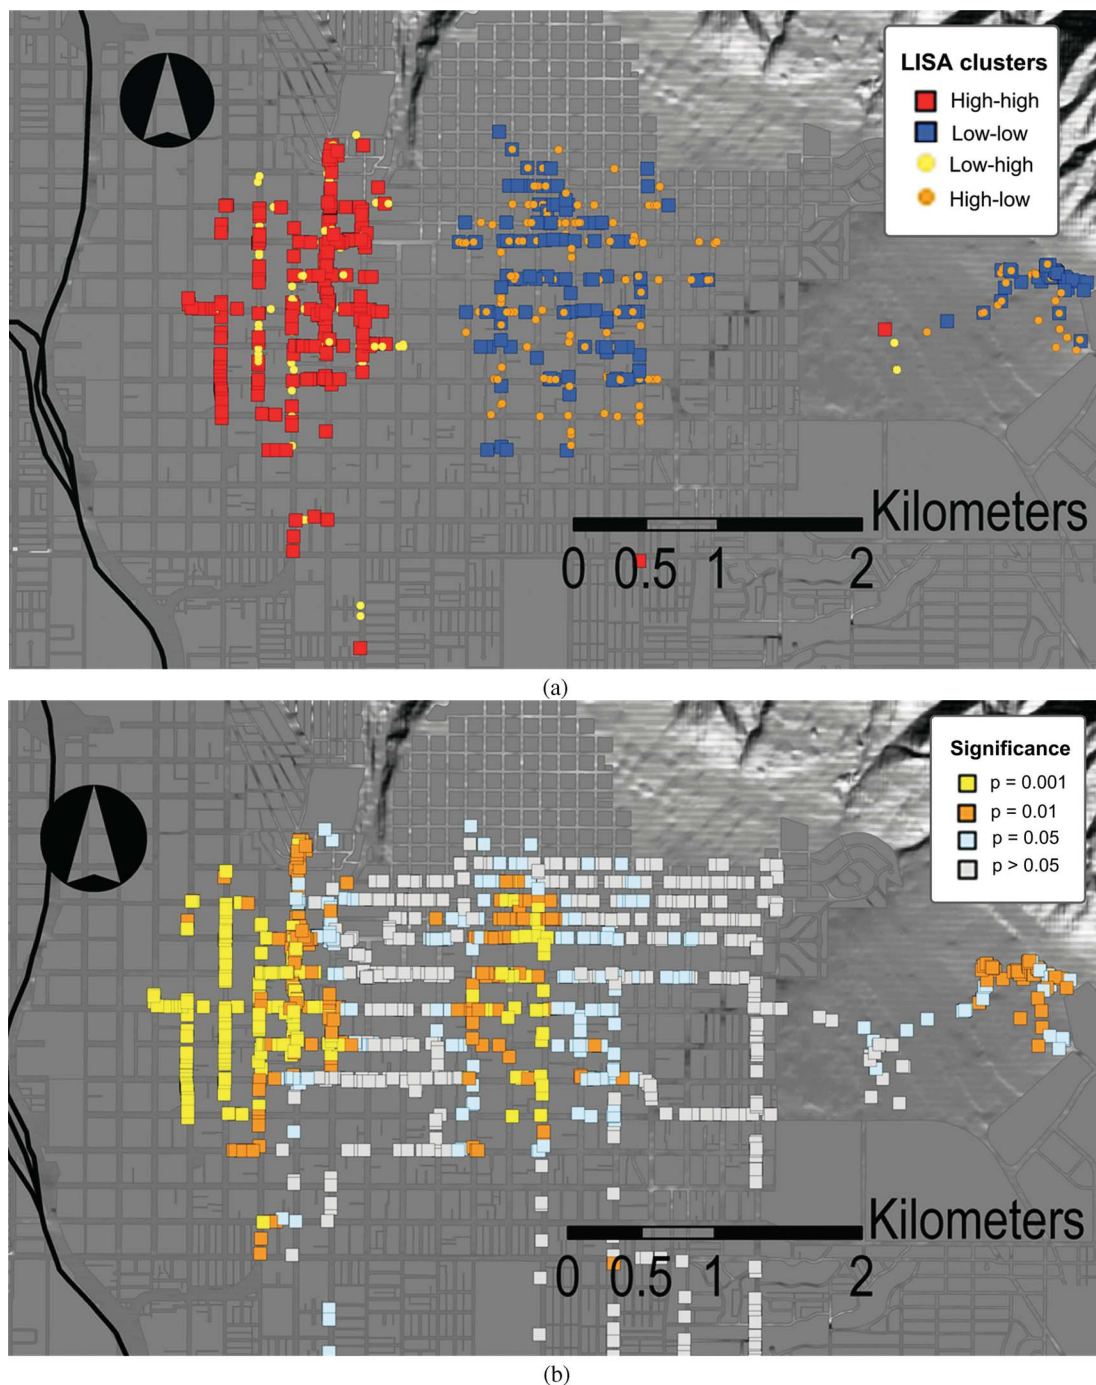 LISA clusters
High-high
Low-low
Low-high
High-low
Kilometers
0 0.5 1 2
(a)
Significance
p = 0.001
p = 0.01
p = 0.05
p > 0.05
Kilometers
0 0.5 1 2
(b)